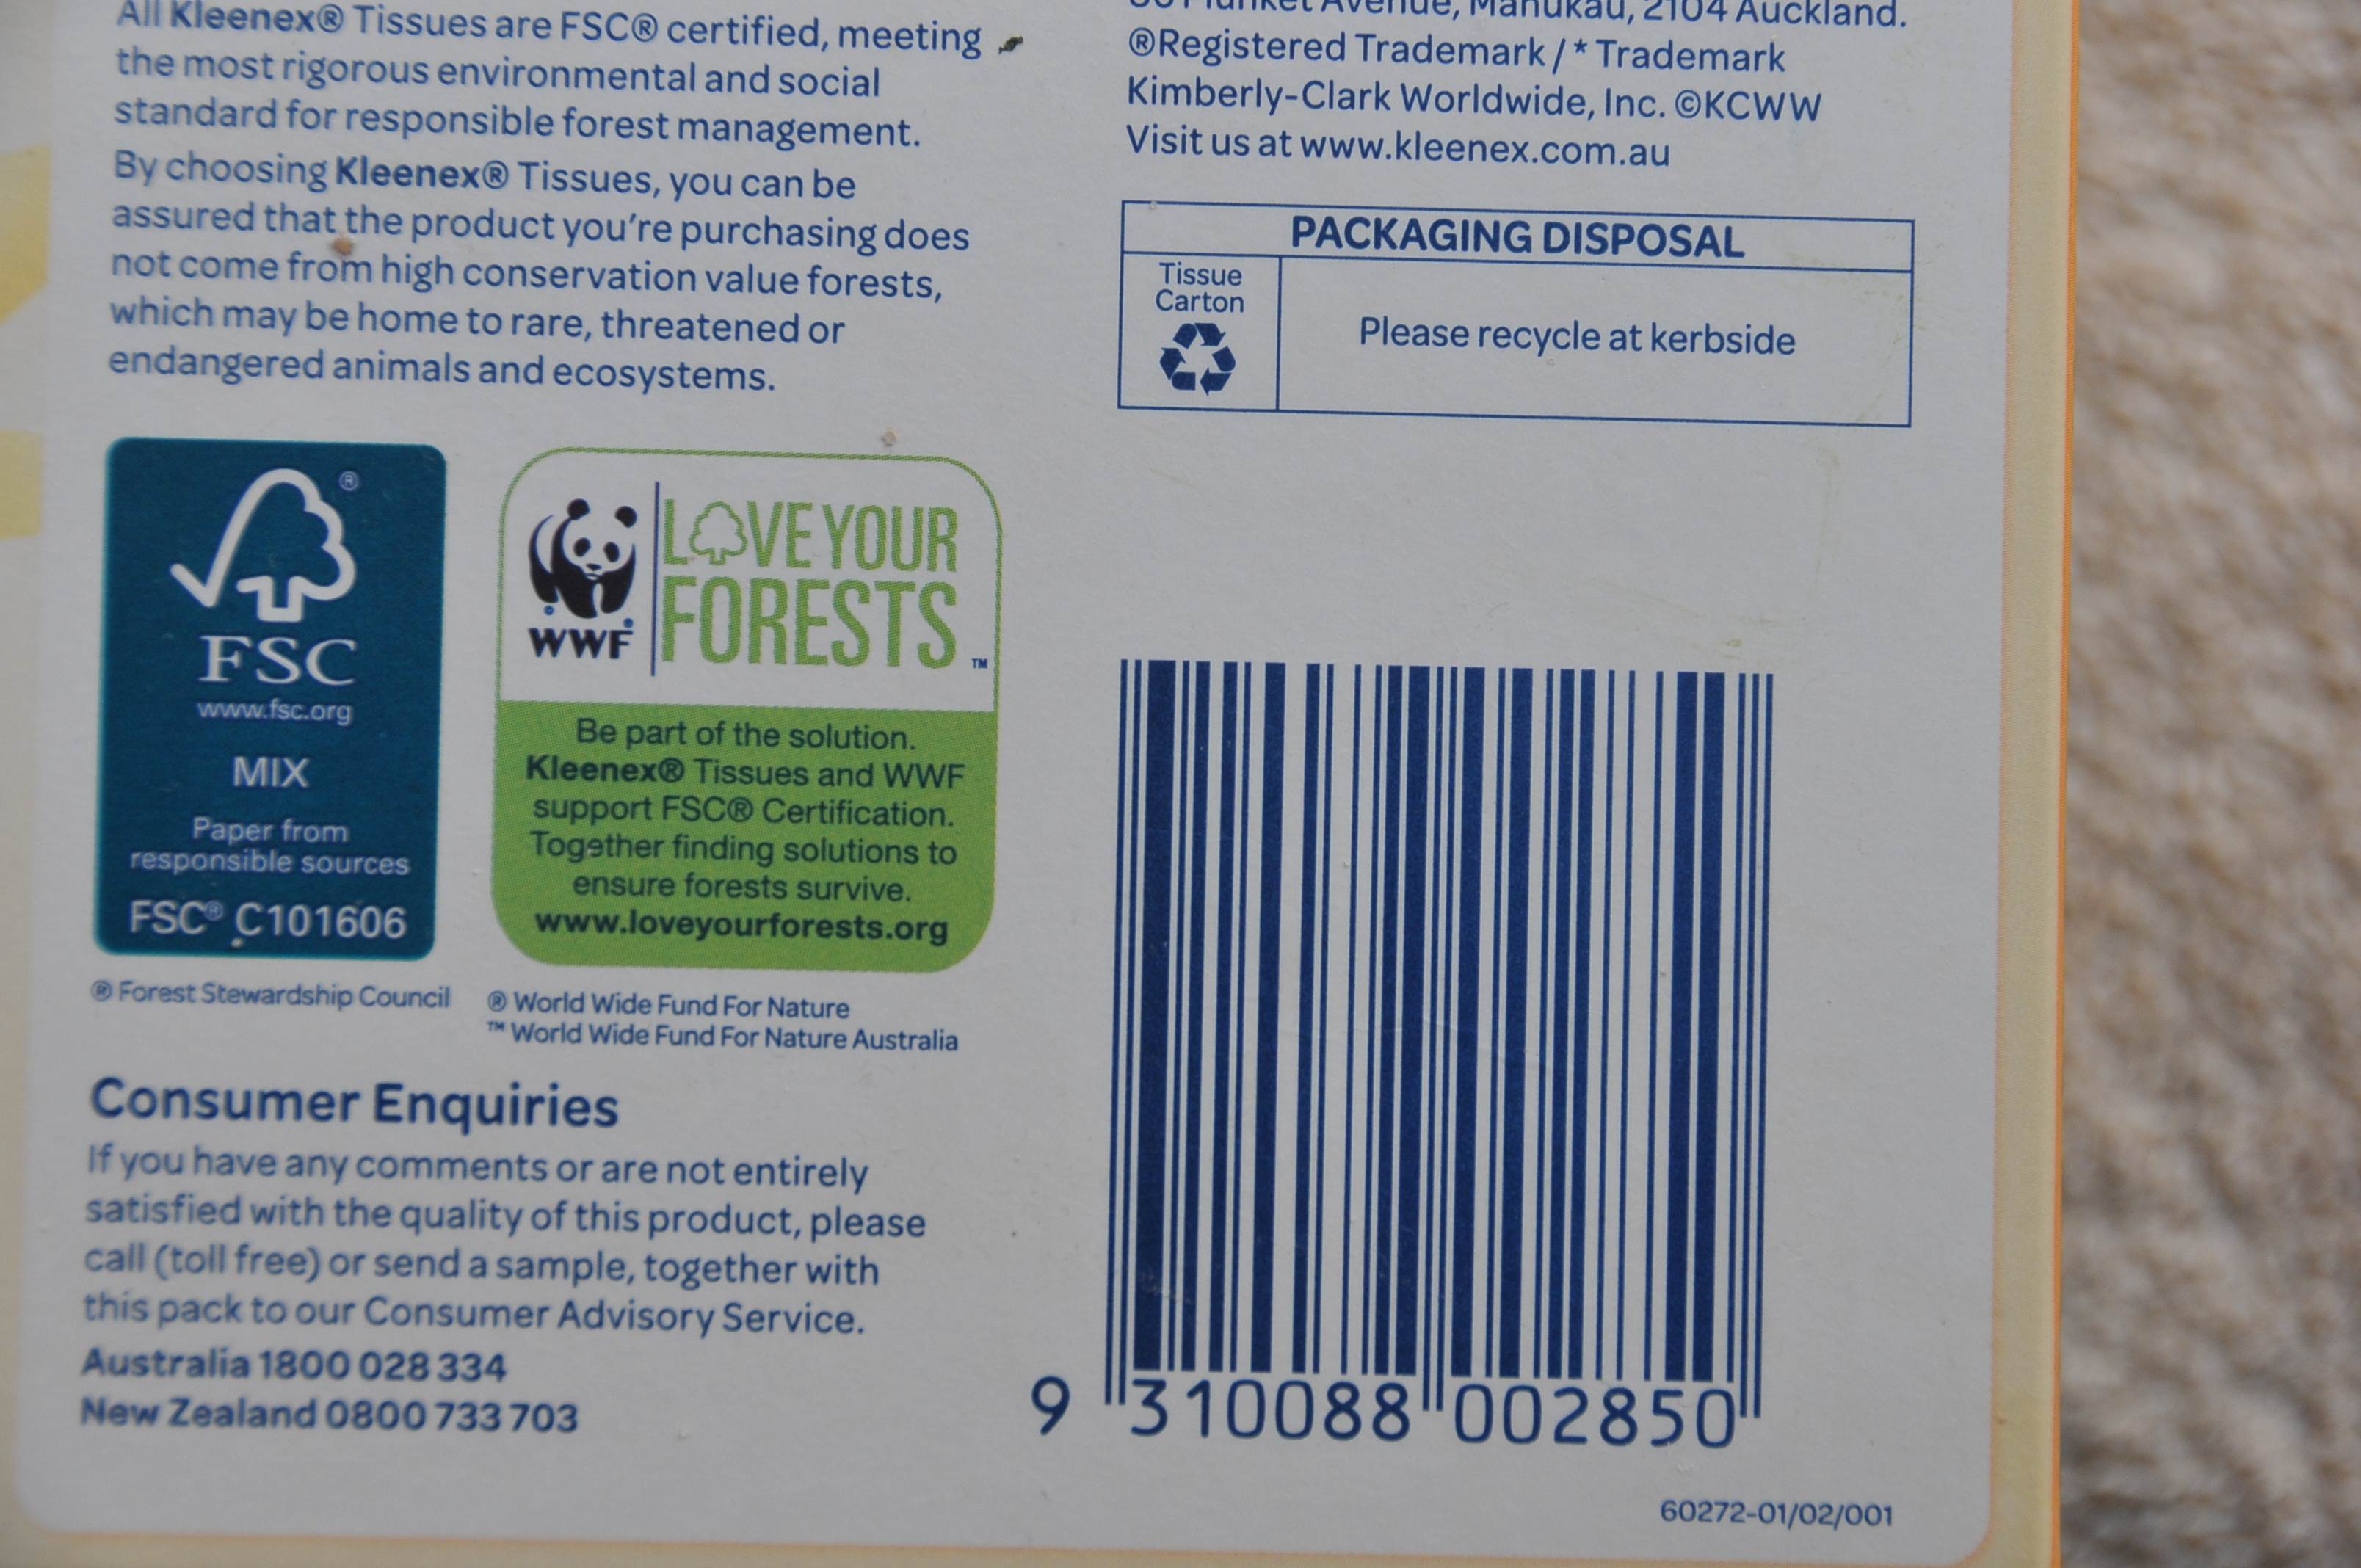 All Kleenex® Tissues are FSC® certified, meeting
the most rigorous environmental and social
standard for responsible forest management.
By choosing Kleenex® Tissues, you can be
assured that the product you're purchasing does
not come from high conservation value forests,
which may be home to rare, threatened or
endangered animals and ecosystems.
®
FSC
www.fsc.org
MIX
Paper from
responsible sources
FSC® C101606
® Forest Stewardship Council
WWF
®
LOVE YOUR
FORESTS™
Be part of the solution.
Kleenex® Tissues and WWF
support FSC® Certification.
Together finding solutions to
ensure forests survive.
www.loveyourforests.org
® World Wide Fund For Nature
™ World Wide Fund For Nature Australia
Consumer Enquiries
If you have any comments or are not entirely
satisfied with the quality of this product, please
call (toll free) or send a sample, together with
this pack to our Consumer Advisory Service.
Australia 1800 028 334
New Zealand 0800 733 703
Avenue, Manukau, 2104 Auckland.
®Registered Trademark / * Trademark
Kimberly-Clark Worldwide, Inc. ©KCWW
Visit us at www.kleenex.com.au
PACKAGING DISPOSAL
Tissue
Carton
Please recycle at kerbside
9 310088 002850
60272-01/02/001